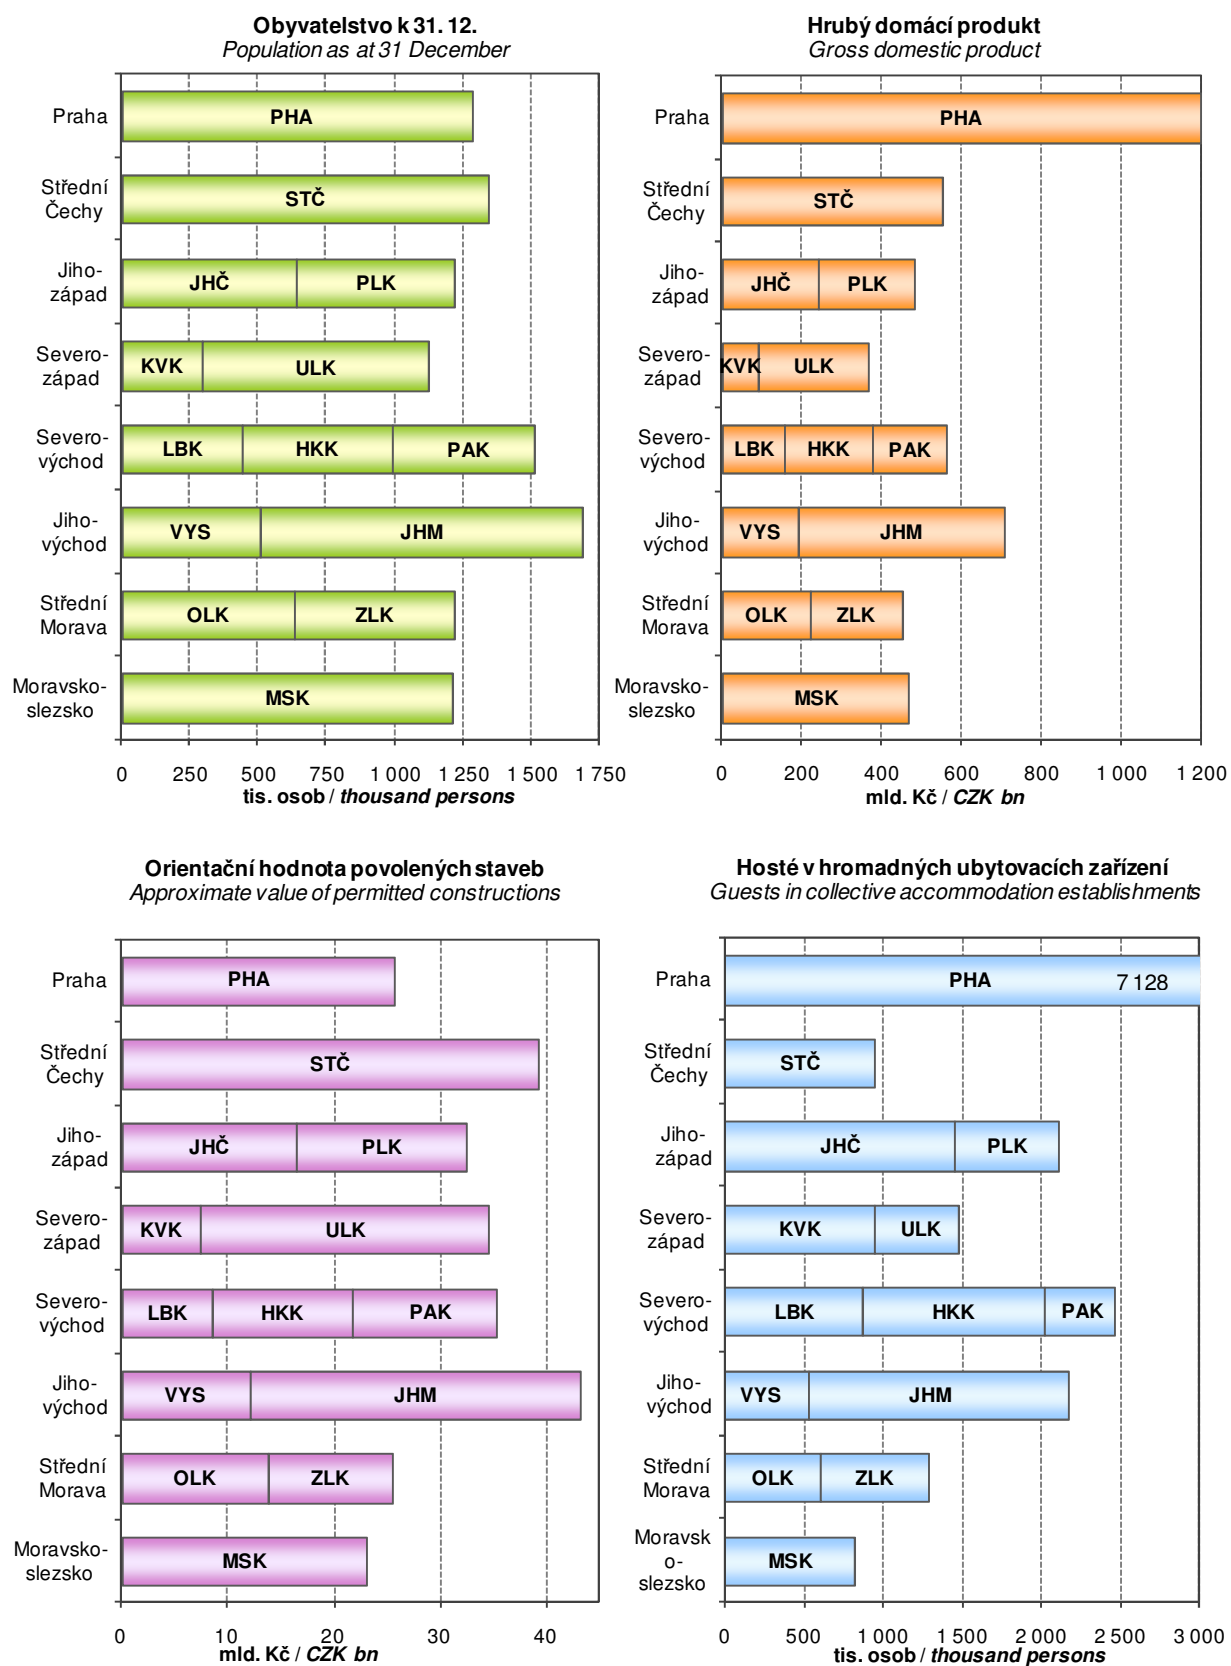 Obyvatelstvo k 31. 12.
Population as at 31 December
Praha
PHA
Střední
Čechy
STČ
Jiho-
západ
JHČ PLK
Severo-
západ
KVK ULK
Severo-
východ
LBK HKK PAK
Jiho-
východ
VYS JHM
Střední
Morava
OLK ZLK
Moravsko-
slezsko
MSK
0 250 500 750 1 000 1 250 1 500 1 750
tis. osob / thousand persons
Hrubý domácí produkt
Gross domestic product
Praha
PHA
Střední
Čechy
STČ
Jiho-
západ
JHČ PLK
Severo-
západ
KVK ULK
Severo-
východ
LBK HKK PAK
Jiho-
východ
VYS JHM
Střední
Morava
OLK ZLK
Moravsko-
slezsko
MSK
0 200 400 600 800 1 000 1 200
mld. Kč / CZK bn
Orientační hodnota povolených staveb
Approximate value of permitted constructions
Praha
PHA
Střední
Čechy
STČ
Jiho-
západ
JHČ PLK
Severo-
západ
KVK ULK
Severo-
východ
LBK HKK PAK
Jiho-
východ
VYS JHM
Střední
Morava
OLK ZLK
Moravsko-
slezsko
MSK
0 10 20 30 40
mld. Kč / CZK bn
Hosté v hromadných ubytovacích zařízení
Guests in collective accommodation establishments
Praha
PHA 7 128
Střední
Čechy
STČ
Jiho-
západ
JHČ PLK
Severo-
západ
KVK ULK
Severo-
východ
LBK HKK PAK
Jiho-
východ
VYS JHM
Střední
Morava
OLK ZLK
Moravsk
o-
slezsko
MSK
0 500 1 000 1 500 2 000 2 500 3 000
tis. osob / thousand persons